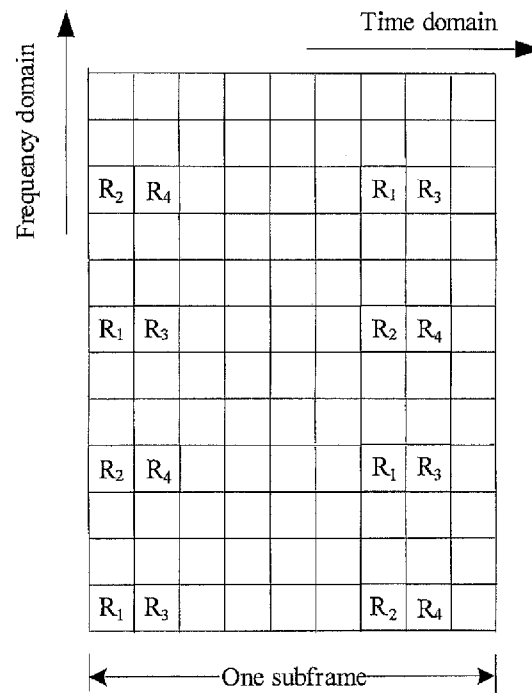 Time domain
Frequency domain
R₂ R₄ R₁ R₃
R₁ R₃ R₂ R₄
R₂ R₄ R₁ R₃
R₁ R₃ R₂ R₄
One subframe